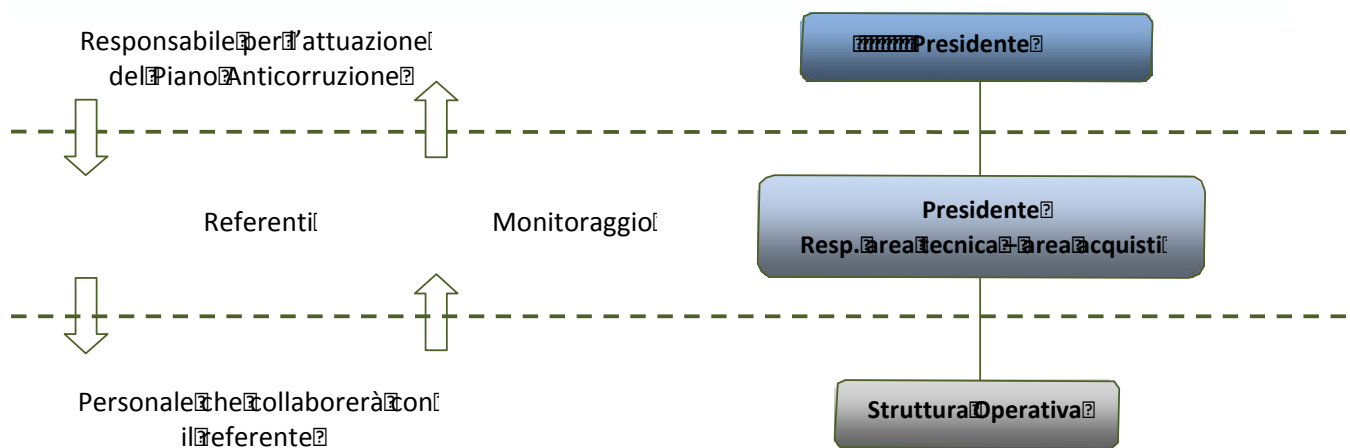 Responsabile per l'attuazione
del Piano Anticorruzione
Presidente
Referenti
Monitoraggio
Presidente
Resp. area tecnica – area acquisti
Personale che collaborerà con
il referente
Struttura Operativa